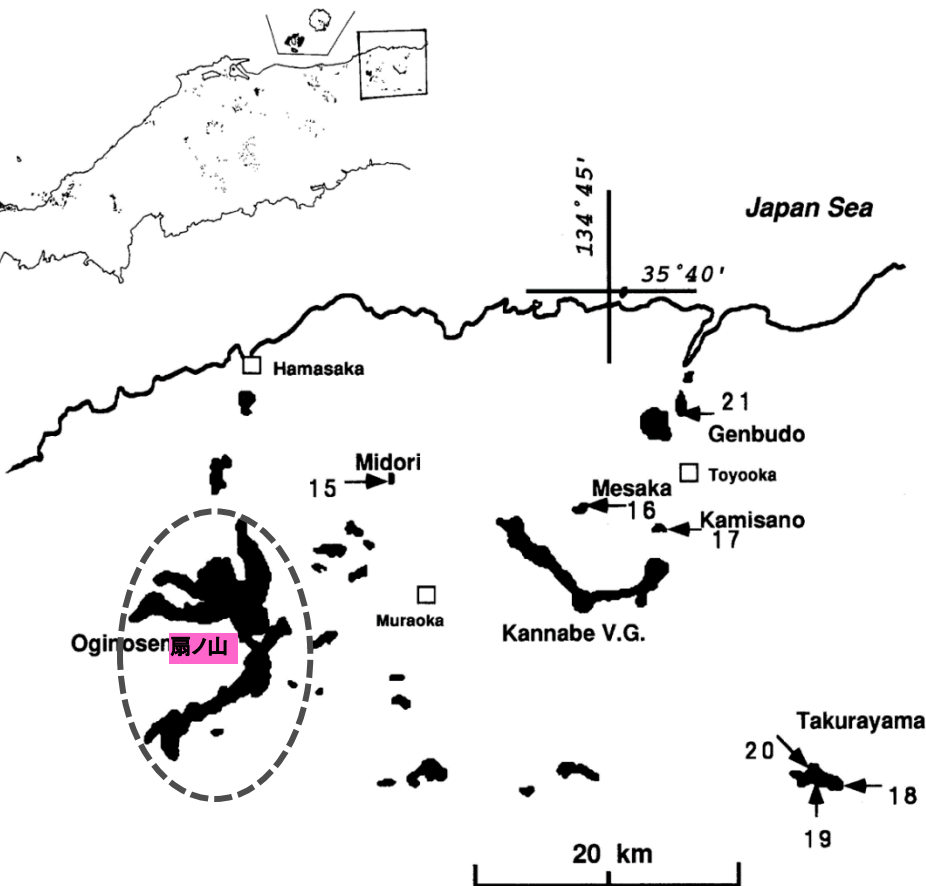 134°45'
Japan Sea
35°40'
Hamasaka
21
Genbudo
Midori
15
Toyooka
Mesaka
16
Kamisano
17
Muraoka
Oginosen
扇ノ山
Kannabe V.G.
Takurayama
20
18
19
20 km